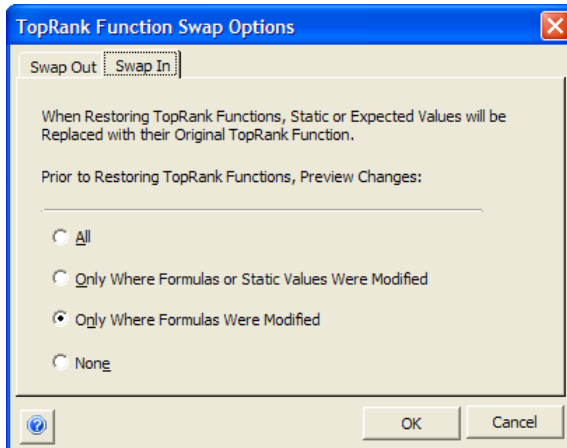 TopRank Function Swap Options
Swap Out Swap In
When Restoring TopRank Functions, Static or Expected Values will be
Replaced with their Original TopRank Function.
Prior to Restoring TopRank Functions, Preview Changes:
All
Only Where Formulas or Static Values Were Modified
Only Where Formulas Were Modified
None
? OK Cancel